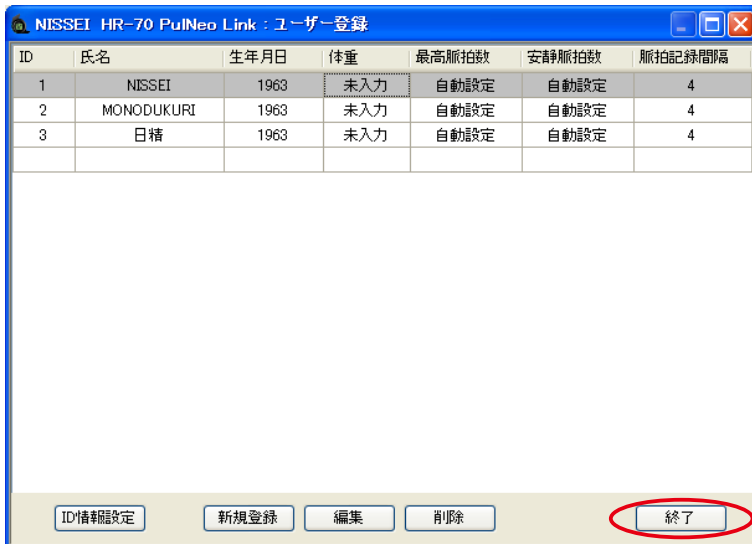 NISSEI HR-70 PulNeo Link：ユーザー登録
ID 氏名 生年月日 体重 最高脈拍数 安静脈拍数 脈拍記録間隔
1 NISSEI 1963 未入力 自動設定 自動設定 4
2 MONODUKURI 1963 未入力 自動設定 自動設定 4
3 日精 1963 未入力 自動設定 自動設定 4
ID情報設定 新規登録 編集 削除 終了